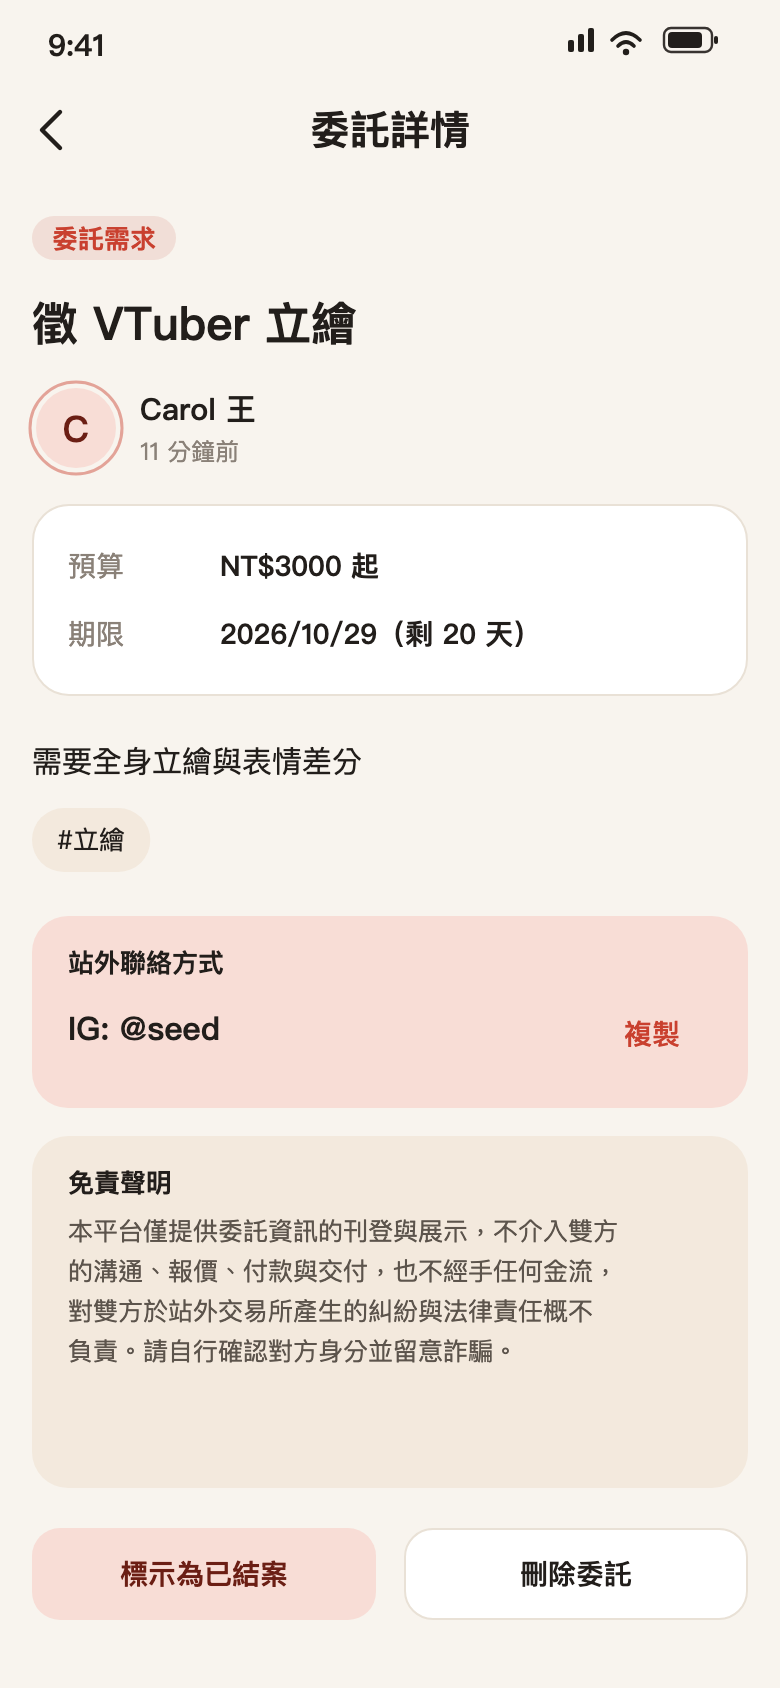 9:41
委託詳情
委託需求
徵 VTuber 立繪
C
Carol 王
11 分鐘前
預算 NT$3000 起
期限 2026/10/29（剩 20 天）
需要全身立繪與表情差分
#立繪
站外聯絡方式
IG: @seed
複製
免責聲明
本平台僅提供委託資訊的刊登與展示，不介入雙方
的溝通、報價、付款與交付，也不經手任何金流，
對雙方於站外交易所產生的糾紛與法律責任概不
負責。請自行確認對方身分並留意詐騙。
標示為已結案
刪除委託